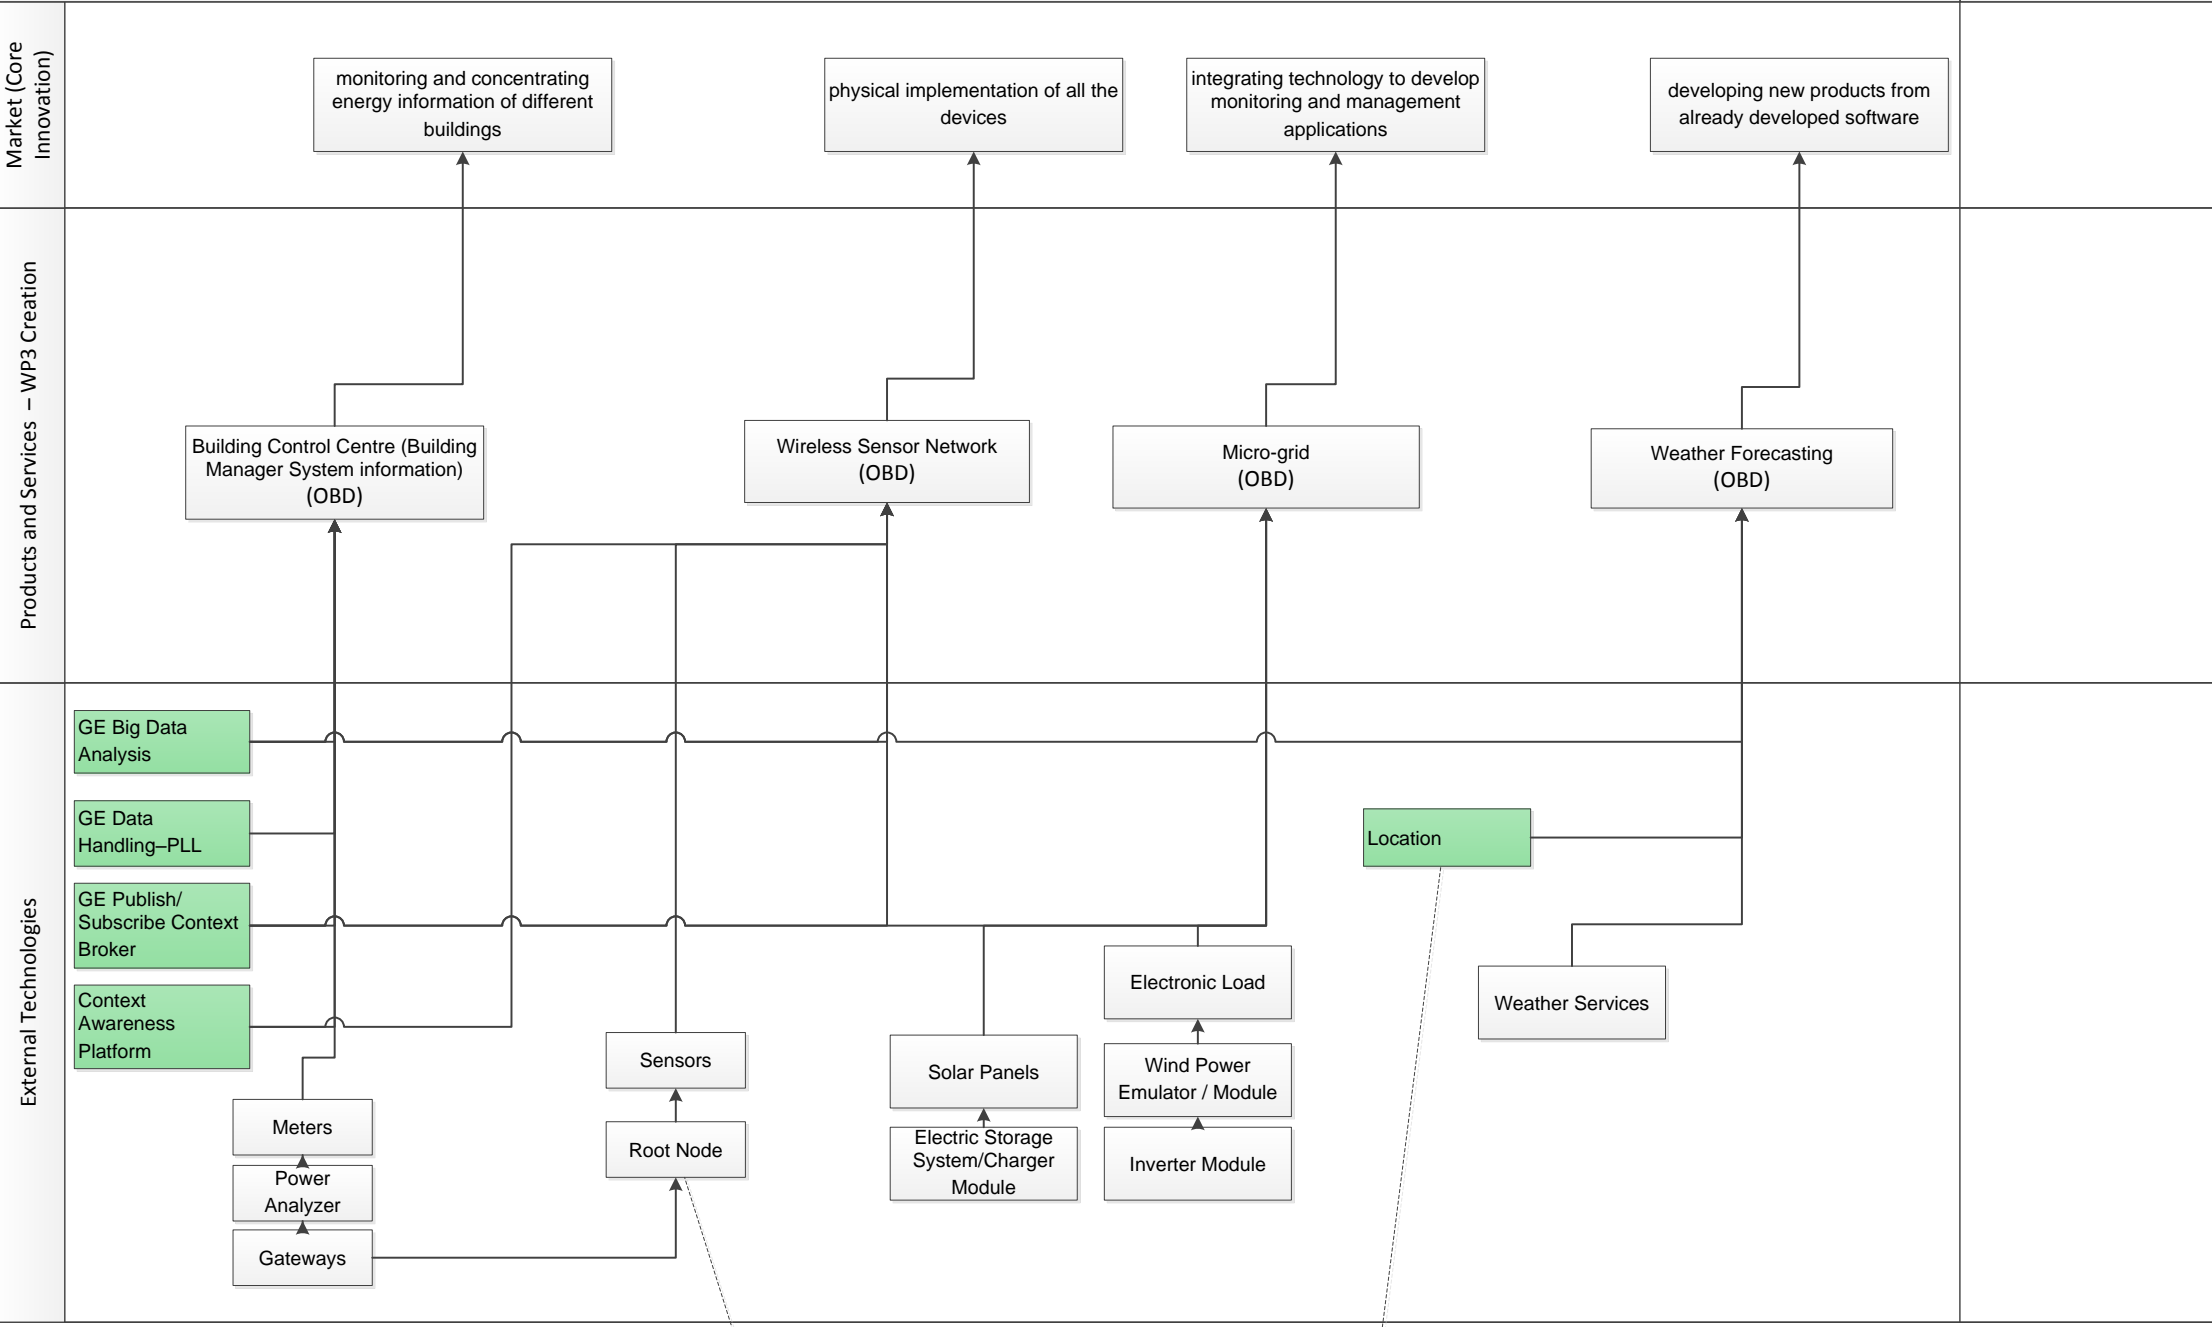 Market (Core
Innovation)
monitoring and concentrating
energy information of different
buildings
physical implementation of all the
devices
integrating technology to develop
monitoring and management
applications
developing new products from
already developed software
Products and Services – WP3 Creation
Building Control Centre (Building
Manager System information)
(OBD)
Wireless Sensor Network
(OBD)
Micro-grid
(OBD)
Weather Forecasting
(OBD)
External Technologies
GE Big Data
Analysis
GE Data
Handling–PLL
GE Publish/
Subscribe Context
Broker
Context
Awareness
Platform
Location
Electronic Load
Weather Services
Sensors
Solar Panels
Wind Power
Emulator / Module
Meters
Root Node
Electric Storage
System/Charger
Module
Inverter Module
Power
Analyzer
Gateways